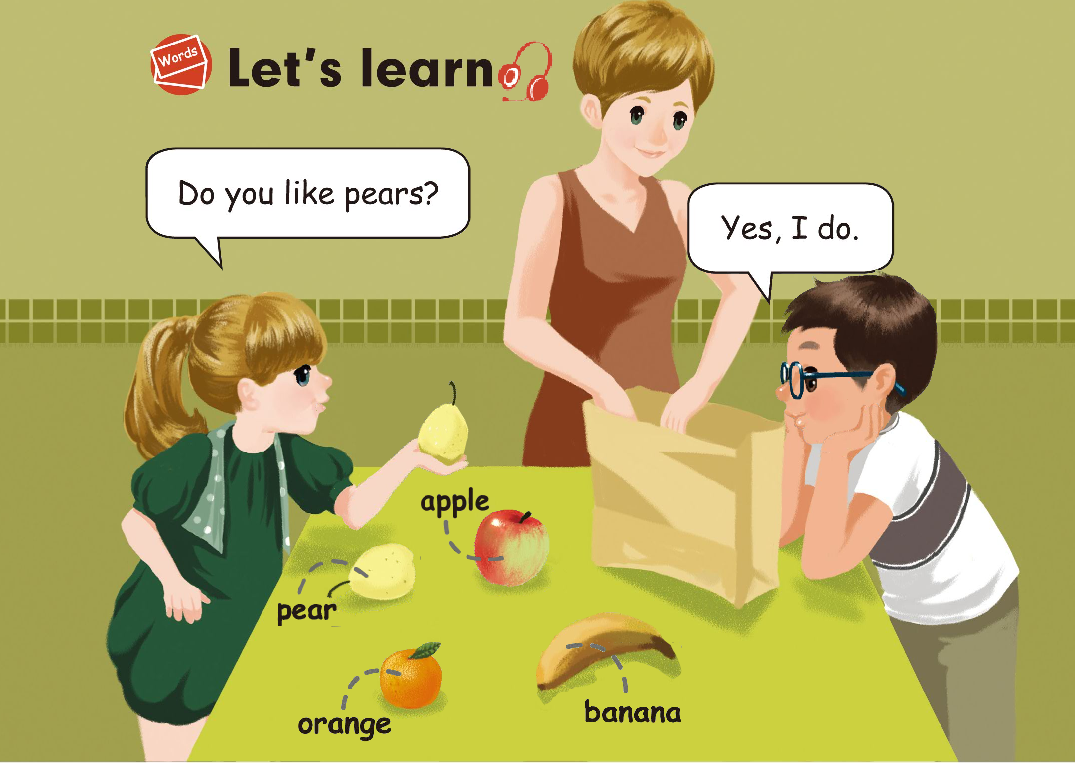 Words
Let's learn
Do you like pears?
Yes, I do.
apple
pear
orange
banana